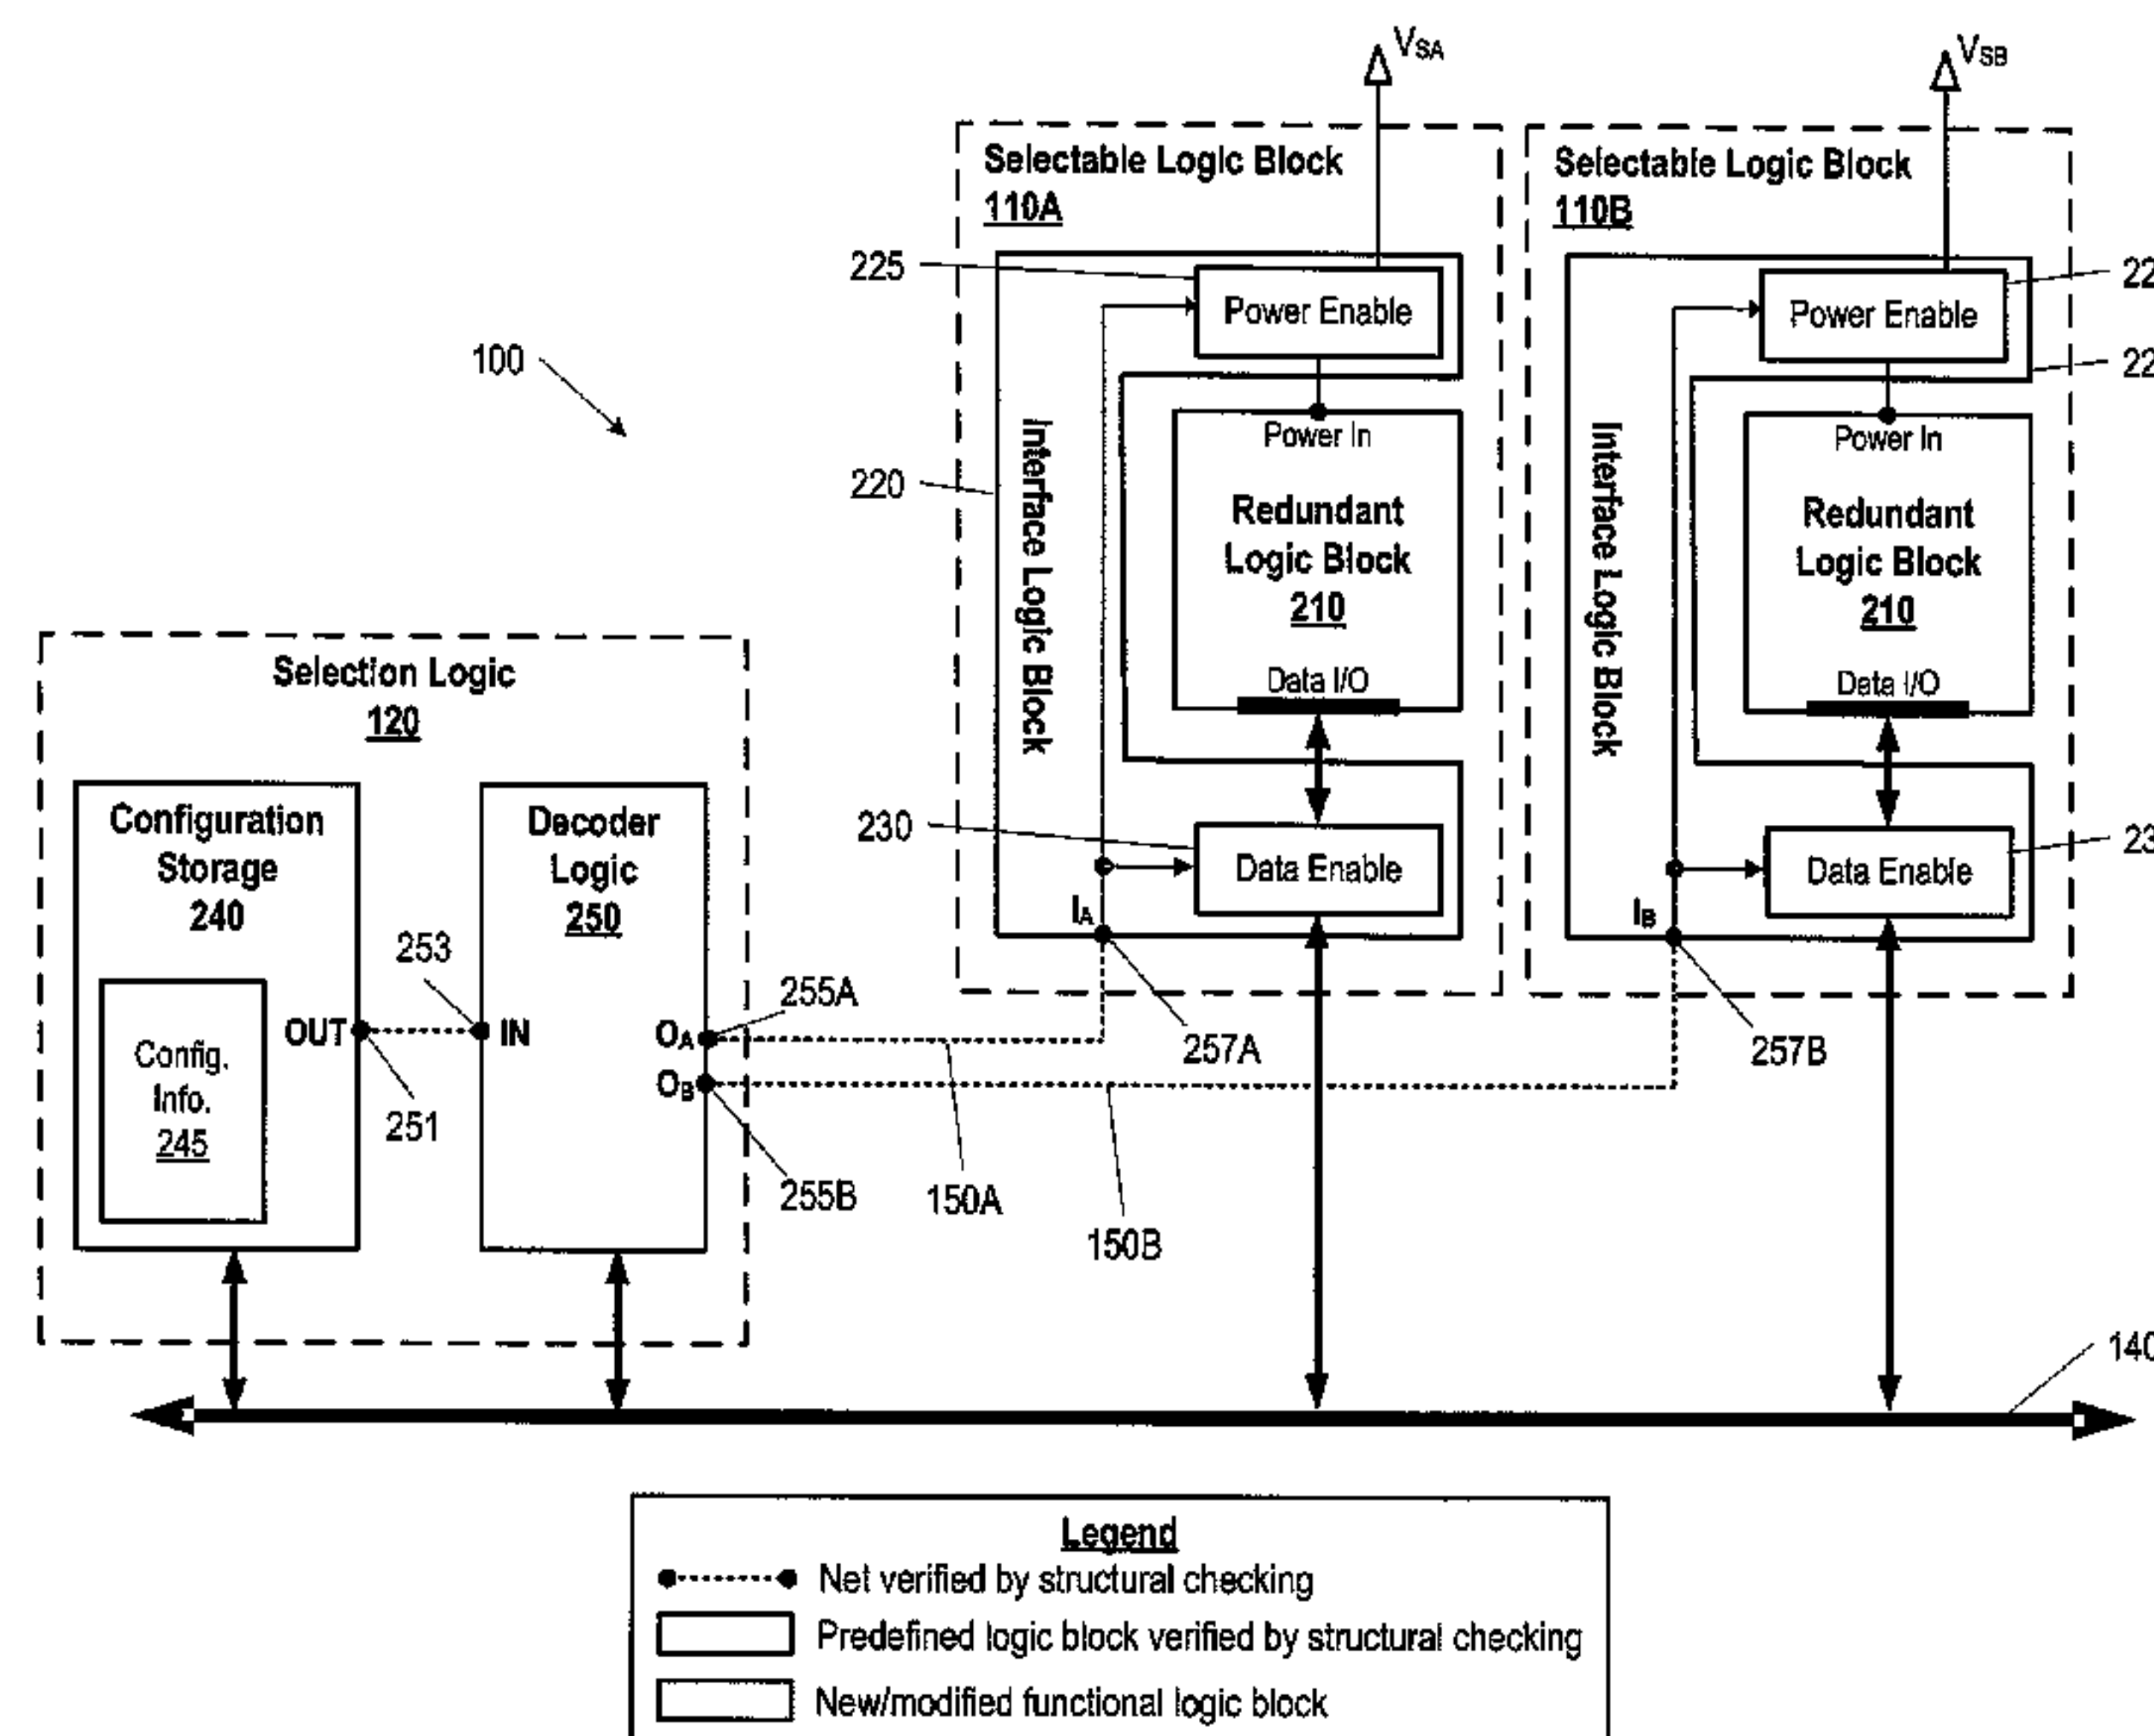 VSA
VSB
Selectable Logic Block
110A
Selectable Logic Block
110B
225
Power Enable
22
Power Enable
22
100
220
Interface Logic Block
Power In
Redundant
Logic Block
210
Data I/O
Interface Logic Block
Power In
Redundant
Logic Block
210
Data I/O
230
Data Enable
IA
23
Data Enable
IB
Selection Logic
120
Configuration
Storage
240
Decoder
Logic
250
253
OUT
IN
Config.
Info.
245
251
OA
OB
255A
255B
257A
257B
150A
150B
140
Legend
Net verified by structural checking
Predefined logic block verified by structural checking
New/modified functional logic block